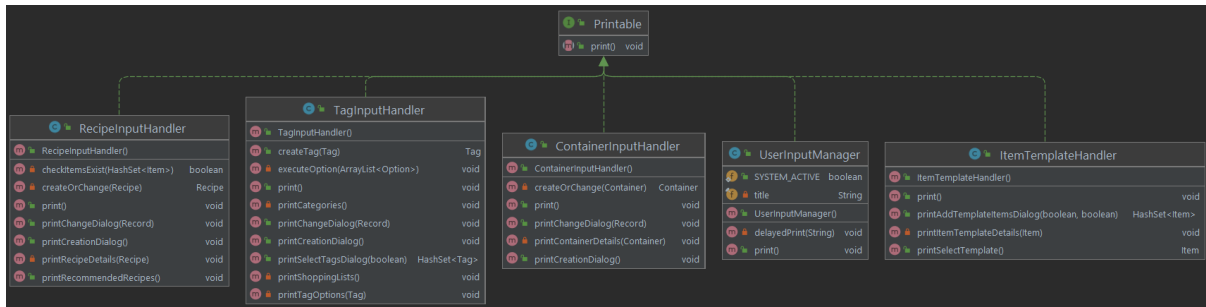 Printable
print() void
RecipeInputHandler
RecipeInputHandler()
checkItemsExist(HashSet<Item>) boolean
createOrChange(Recipe) Recipe
print() void
printChangeDialog(Record) void
printCreationDialog() void
printRecipeDetails(Recipe) void
printRecommendedRecipes() void
TagInputHandler
TagInputHandler()
createTag(Tag) Tag
executeOption(ArrayList<Option>) void
print() void
printCategories() void
printChangeDialog(Record) void
printCreationDialog() void
printSelectTagsDialog(boolean) HashSet<Tag>
printShoppingLists() void
printTagOptions(Tag) void
ContainerInputHandler
ContainerInputHandler()
createOrChange(Container) Container
print() void
printChangeDialog(Record) void
printContainerDetails(Container) void
printCreationDialog() void
UserInputManager
SYSTEM_ACTIVE boolean
title String
UserInputManager()
delayedPrint(String) void
print() void
ItemTemplateHandler
ItemTemplateHandler()
print() void
printAddTemplateItemsDialog(boolean, boolean) HashSet<Item>
printItemTemplateDetails(Item) void
printSelectTemplate() Item